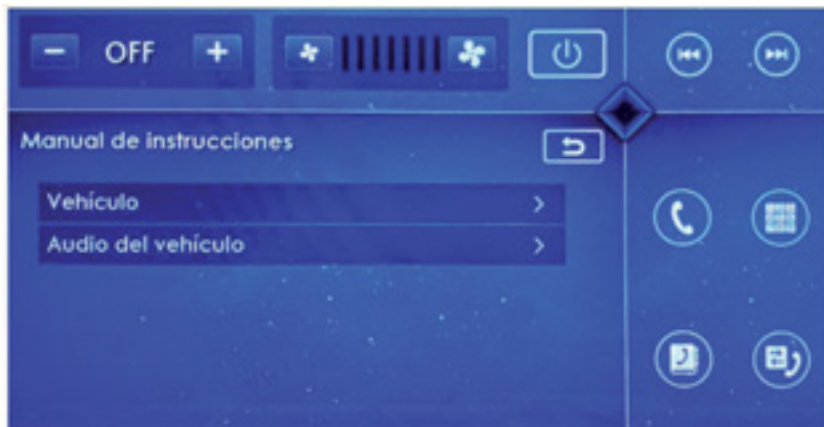 OFF
Manual de instrucciones
Vehículo
Audio del vehículo